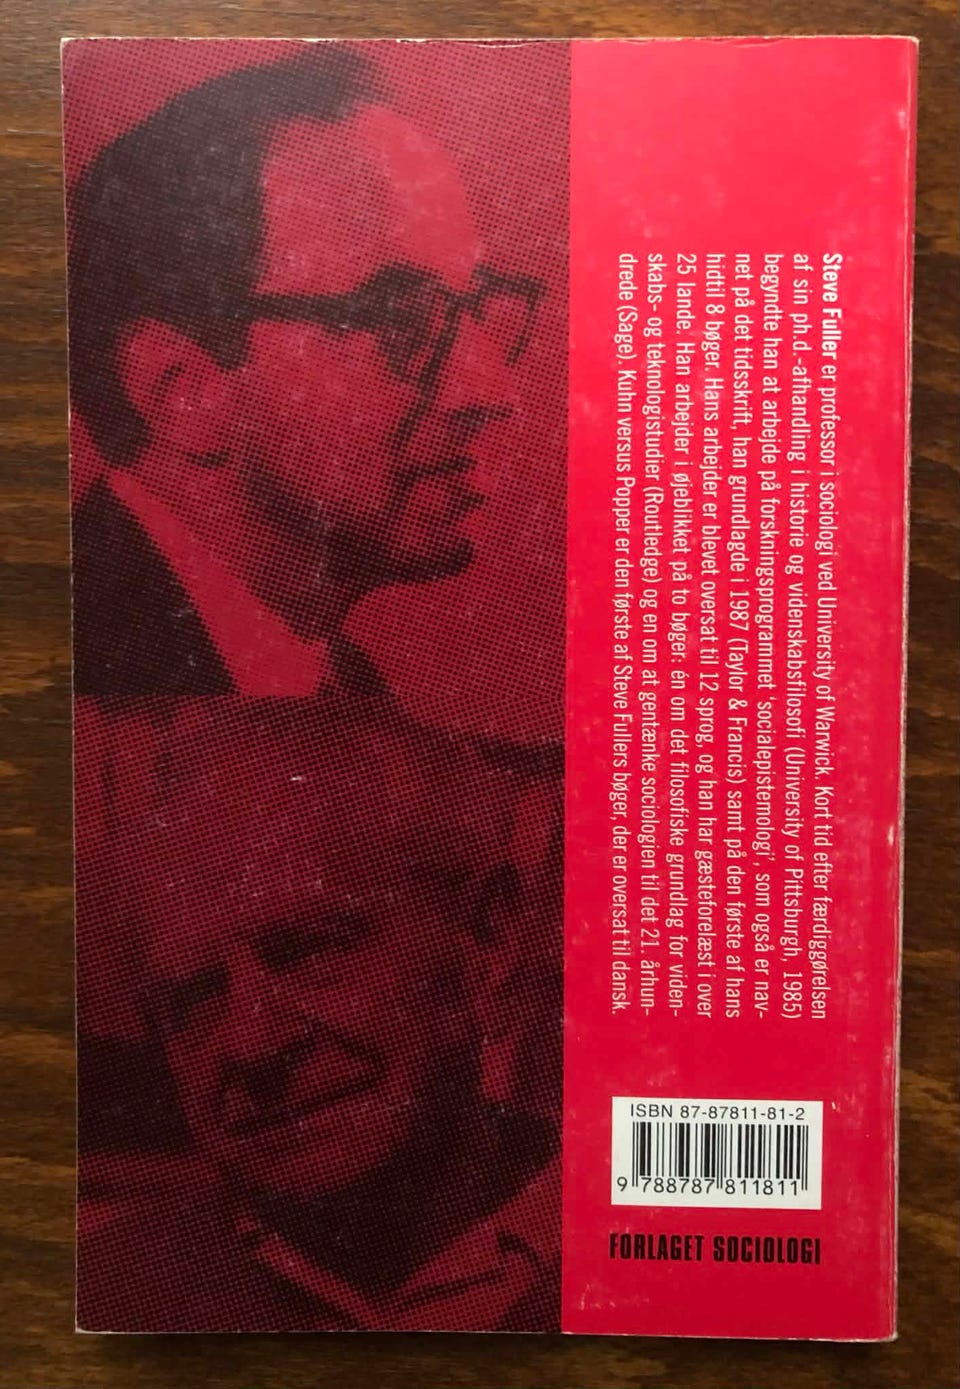 Steve Fuller er professor i sociologi ved University of Warwick. Kort tid efter færdiggørelsen
af sin ph.d.-afhandling i historie og videnskabsfilosofi (University of Pittsburgh, 1985)
begyndte han at arbejde på forskningsprogrammet ‘socialepistemologi’, som også er nav-
net på det tidsskrift, han grundlagde i 1987 (Taylor & Francis) samt på den første af hans
hidtil 8 bøger. Hans arbejder er blevet oversat til 12 sprog, og han har gæsteforelæst i over
25 lande. Han arbejder i øjeblikket på to bøger: én om det filosofiske grundlag for viden-
skabs- og teknologistudier (Routledge) og en om at gentænke sociologien til det 21. århun-
drede (Sage). Kuhn versus Popper er den første af Steve Fullers bøger, der er oversat til dansk.
ISBN 87-87811-81-2
9 788787 811811
FORLAGET SOCIOLOGI